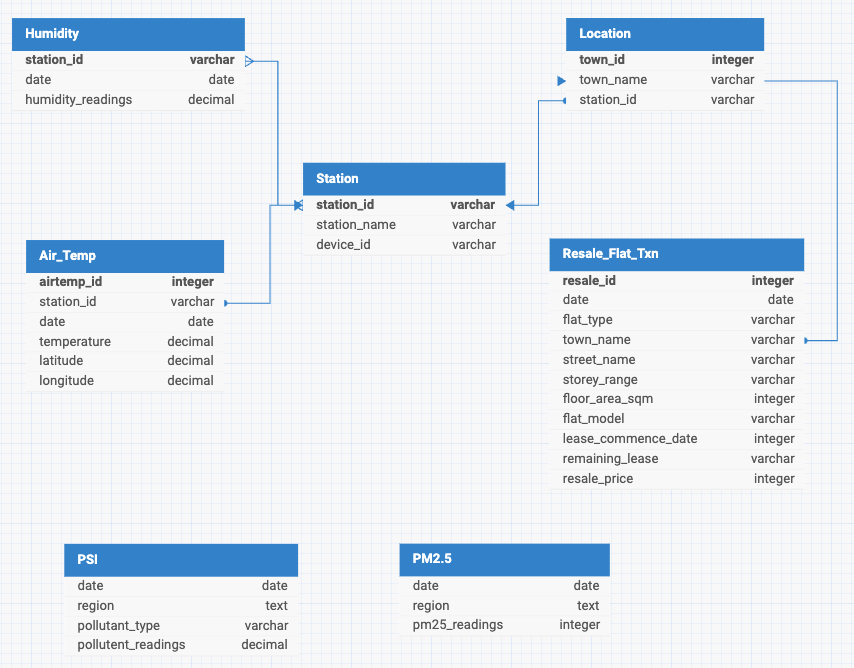 Humidity
station_id varchar
date date
humidity_readings decimal
Location
town_id integer
town_name varchar
station_id varchar
Station
station_id varchar
station_name varchar
device_id varchar
Air_Temp
airtemp_id integer
station_id varchar
date date
temperature decimal
latitude decimal
longitude decimal
Resale_Flat_Txn
resale_id integer
date date
flat_type varchar
town_name varchar
street_name varchar
storey_range varchar
floor_area_sqm integer
flat_model varchar
lease_commence_date integer
remaining_lease varchar
resale_price integer
PSI
date date
region text
pollutant_type varchar
pollutent_readings decimal
PM2.5
date date
region text
pm25_readings integer